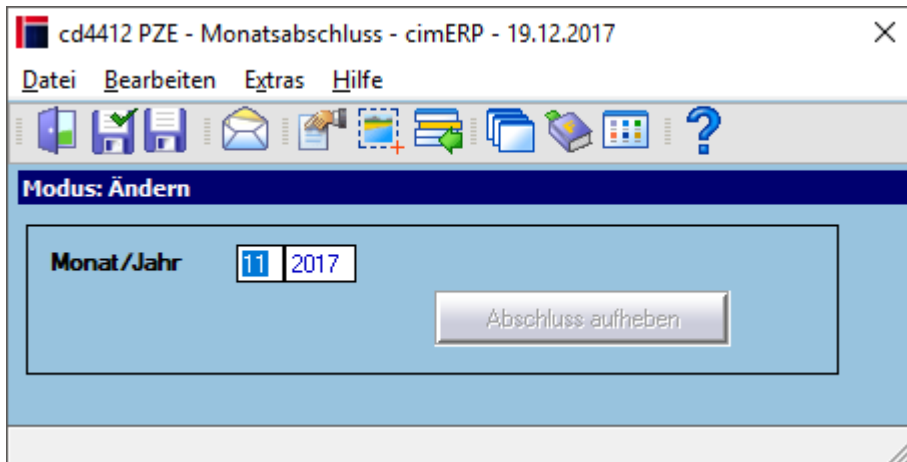 cd4412 PZE - Monatsabschluss - cimERP - 19.12.2017
Datei Bearbeiten Extras Hilfe
Modus: Ändern
Monat/Jahr 11 2017
Abschluss aufheben